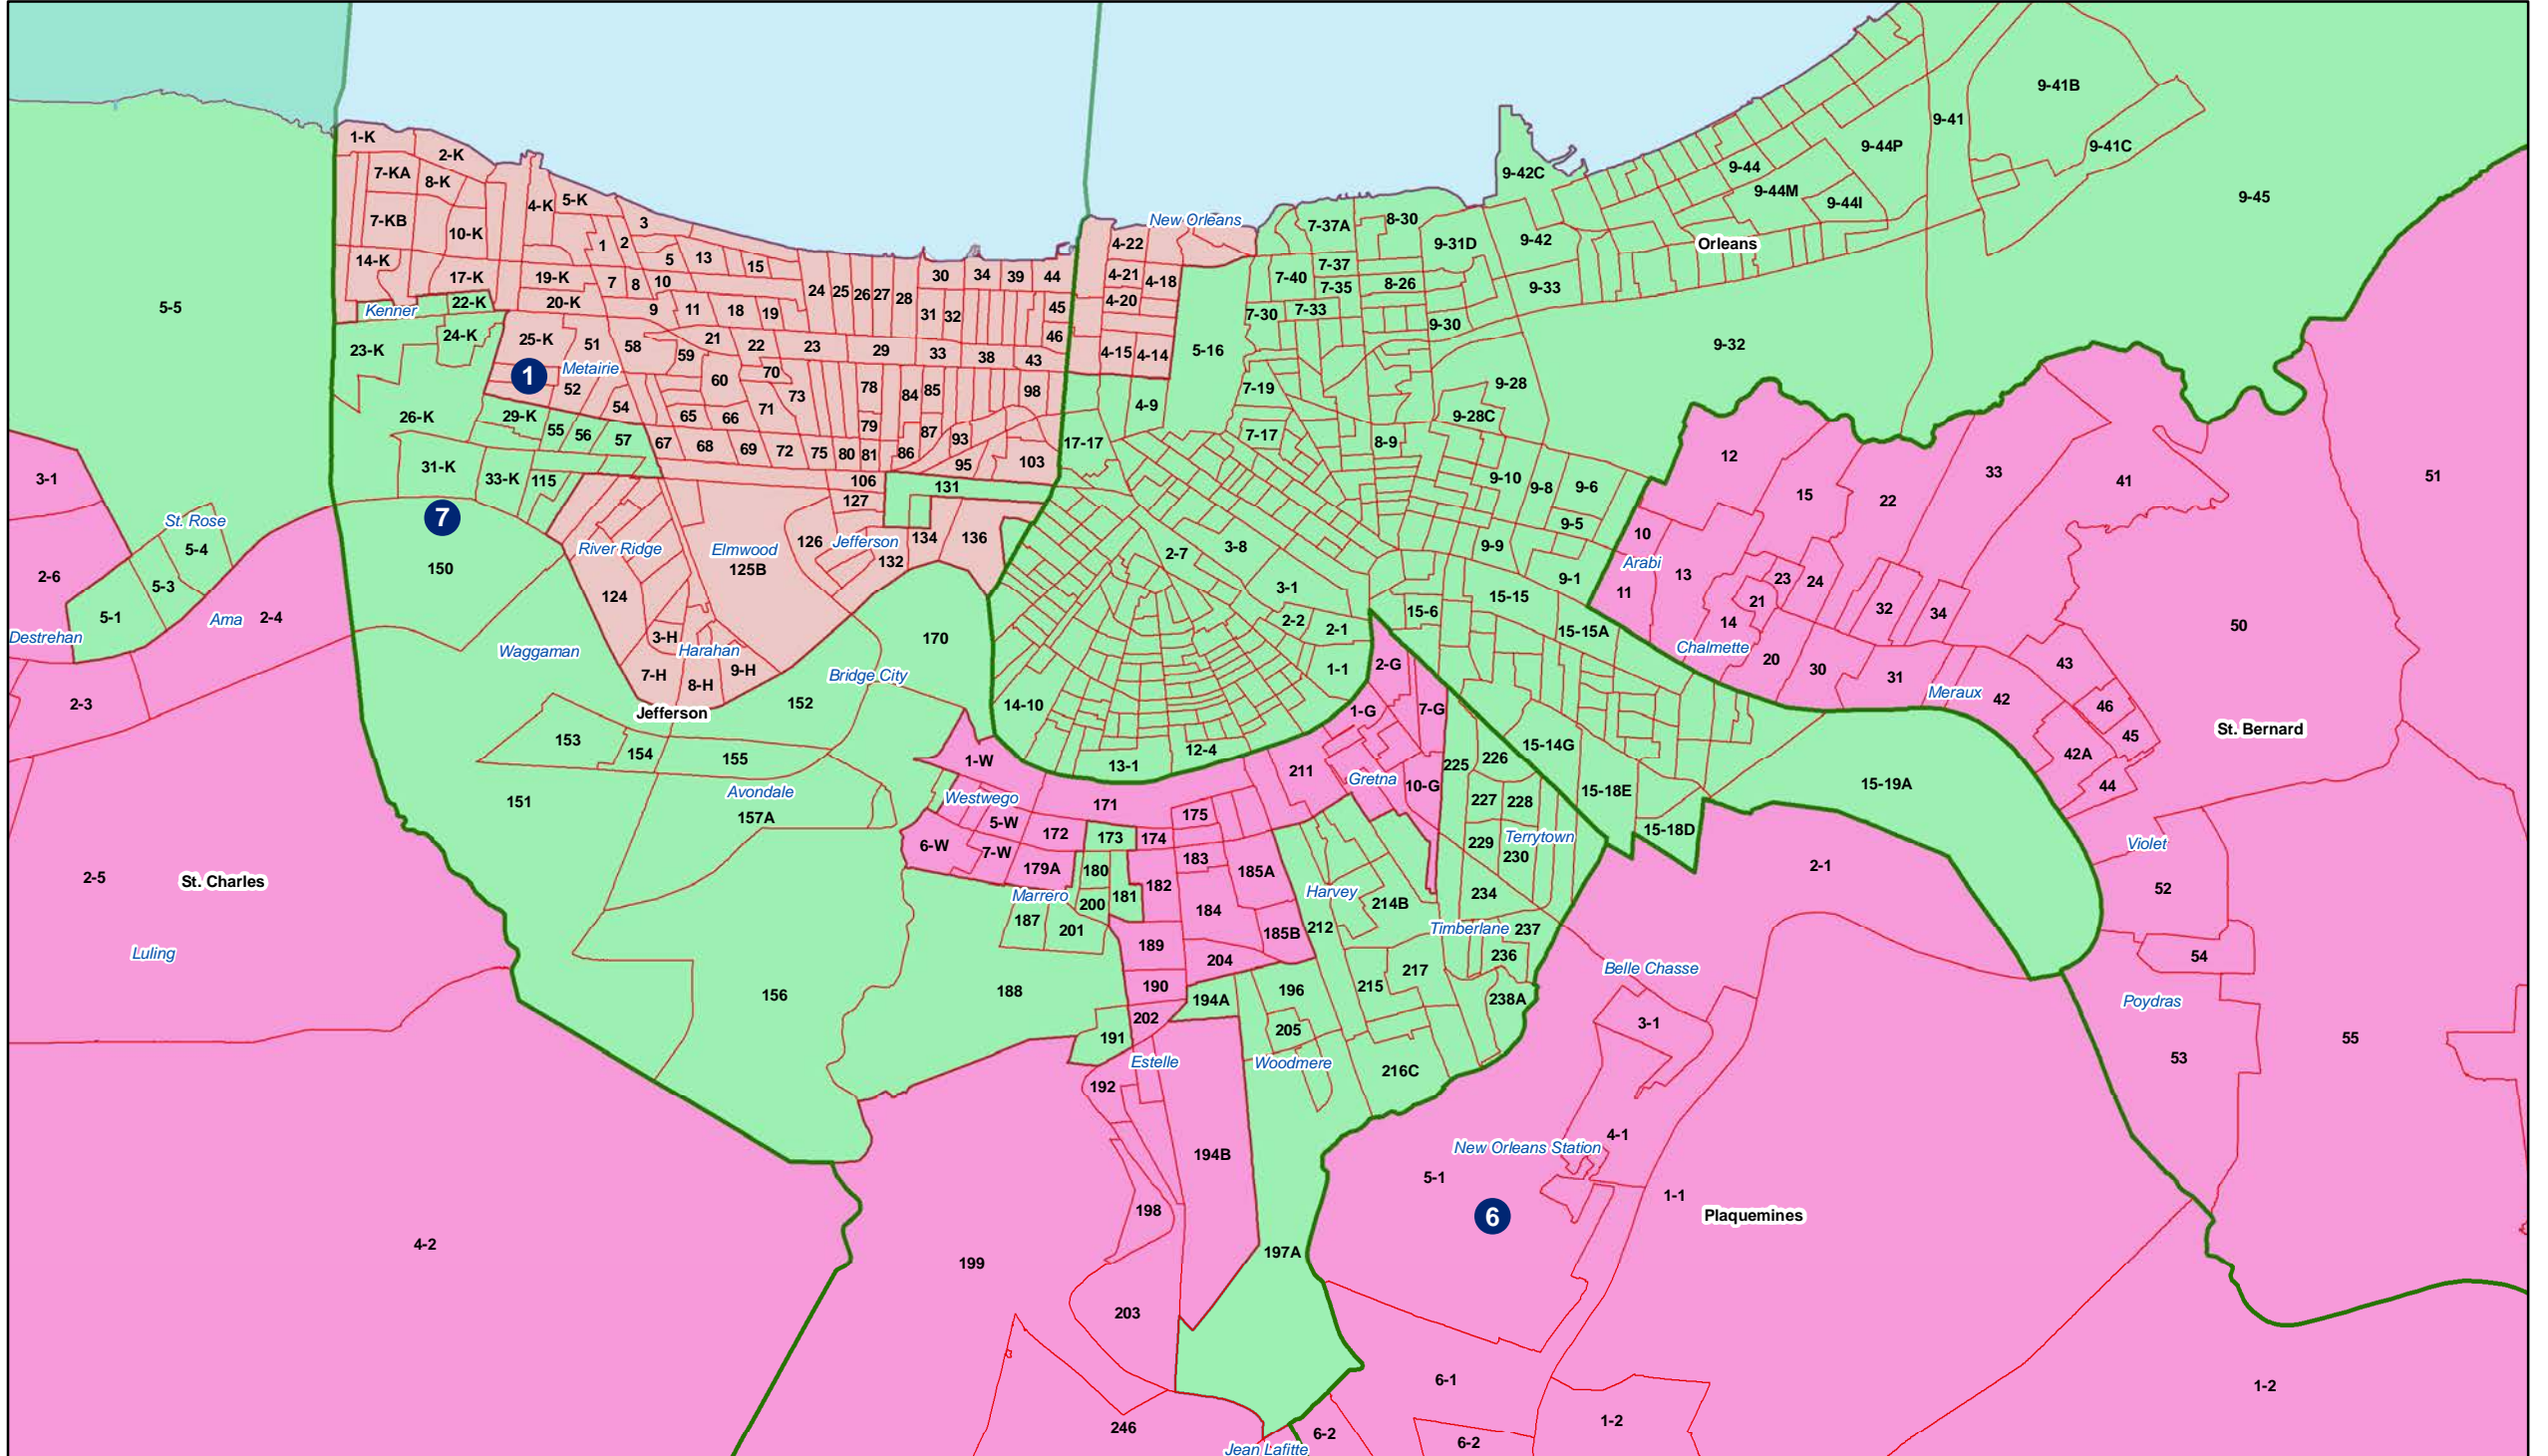 9-41B
9-41
1-K
9-44P
9-41C
2-K
9-44
7-KA
8-K
9-42C
9-44M
9-45
4-K
5-K
9-44I
7-KB
3
New Orleans
7-37A
8-30
10-K
1
2
4-22
9-31D
9-42
Orleans
14-K
5
13
15
7-37
17-K
19-K
7
8
10
30
34
39
44
4-21
4-18
7-40
7-35
8-26
9-33
24
25
26
27
28
22-K
20-K
4-20
5-5
Kenner
9
11
18
19
31
32
45
7-30
7-33
9-30
24-K
25-K
51
58
21
22
23
29
33
38
43
46
4-15
4-14
5-16
9-32
23-K
59
1
Metairie
52
60
70
73
78
84
85
98
7-19
9-28
26-K
29-K
54
65
66
71
79
4-9
9-28C
55
56
57
67
68
69
72
75
80
81
86
87
93
17-17
7-17
8-9
12
95
103
31-K
33-K
115
106
131
9-10
9-8
9-6
33
41
51
3-1
127
15
22
7
St. Rose
9-5
5-4
River Ridge
Elmwood
126
Jefferson
134
136
2-7
3-8
9-9
10
Arabi
150
125B
132
2-6
5-3
3-1
9-1
11
13
23
24
124
21
5-1
Ama
2-4
15-6
15-15
14
32
34
Destrehan
3-H
170
2-2
2-1
15-15A
50
Waggaman
Harahan
Chalmette
20
43
7-H
8-H
9-H
Bridge City
1-1
2-G
30
31
Meraux
42
2-3
Jefferson
152
14-10
1-G
7-G
46
153
154
155
12-4
15-14G
45
St. Bernard
1-W
13-1
211
Gretna
10-G
225
226
42A
151
Avondale
157A
Westwego
171
175
227
228
15-18E
15-19A
44
5-W
172
173
174
15-18D
6-W
7-W
229
Terrytown
230
Violet
179A
180
183
185A
2-1
2-5
St. Charles
Marrero
200
181
182
Harvey
214B
234
52
187
201
184
212
Timberlane
237
Luling
189
185B
236
54
204
217
Belle Chasse
156
188
190
194A
196
215
238A
Poydras
202
205
3-1
191
Estelle
Woodmere
216C
53
55
192
4-1
194B
New Orleans Station
5-1
1-1
198
6
Plaquemines
4-2
199
197A
203
6-1
1-2
246
6-2
6-2
1-2
Jean Lafitte